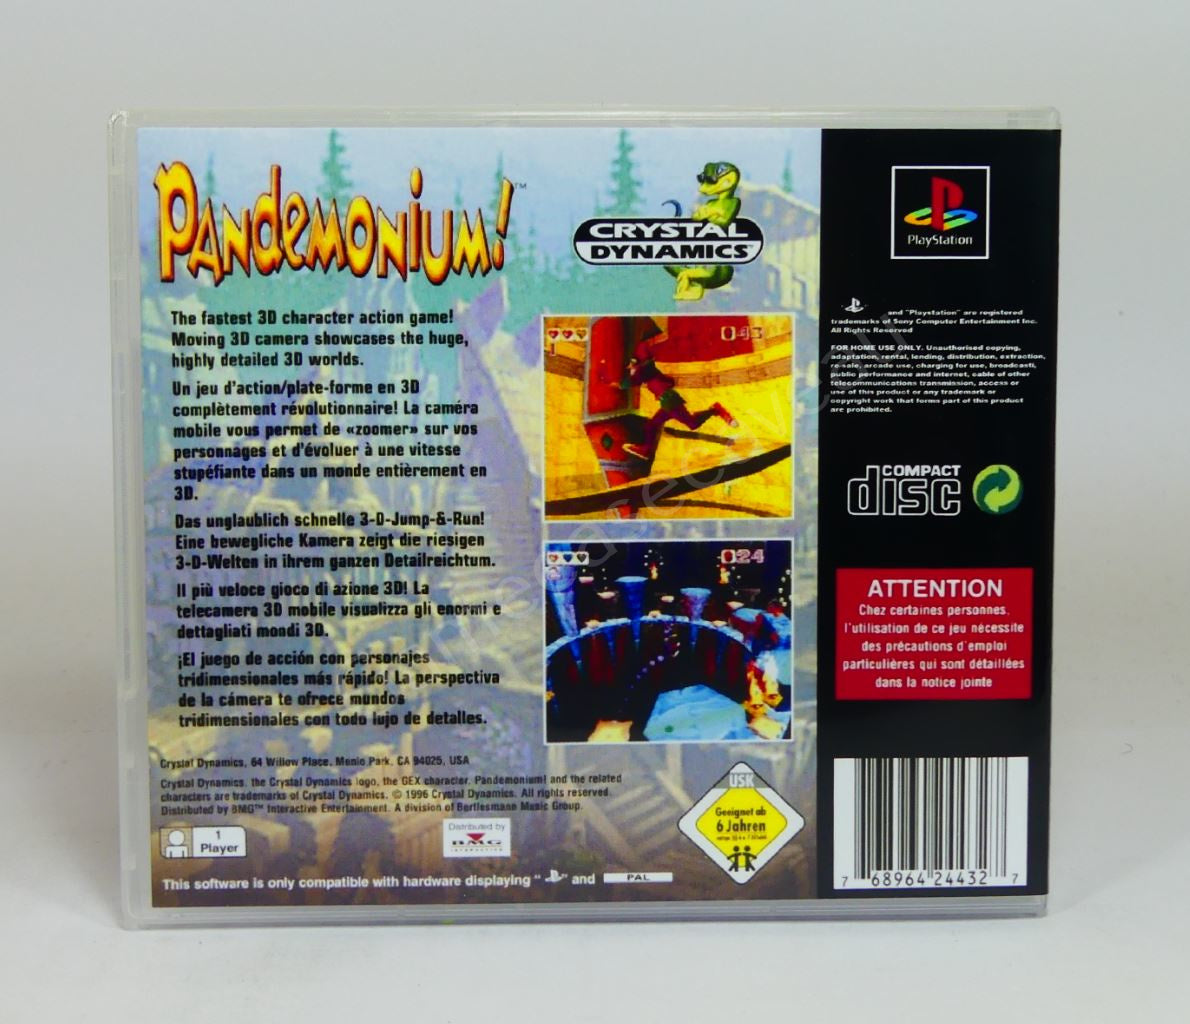 PANDEMONIUM!™
CRYSTAL
DYNAMICS™
The fastest 3D character action game!
Moving 3D camera showcases the huge,
highly detailed 3D worlds.
Un jeu d'action/plate-forme en 3D
complètement révolutionnaire! La caméra
mobile vous permet de «zoomer» sur vos
personnages et d'évoluer à une vitesse
stupéfiante dans un monde entièrement en
3D.
Das unglaublich schnelle 3-D-Jump-&-Run!
Eine bewegliche Kamera zeigt die riesigen
3-D-Welten in ihrem ganzen Detailreichtum.
Il più veloce gioco di azione 3D! La
telecamera 3D mobile visualizza gli enormi e
dettagliati mondi 3D.
¡El juego de acción con personajes
tridimensionales más rápido! La perspectiva
de la cámara te ofrece mundos
tridimensionales con todo lujo de detalles.
1
43
2
24
Crystal Dynamics, 64 Willow Place, Menlo Park, CA 94025, USA
Crystal Dynamics, the Crystal Dynamics logo, the GEX character, Pandemonium! and the related
characters are trademarks of Crystal Dynamics. © 1996 Crystal Dynamics. All rights reserved.
Distributed by BMG™ Interactive Entertainment. A division of Bertlesmann Music Group.
1
Player
Distributed by
BMG
INTERACTIVE
USK
Geeignet ab
6 Jahren
This software is only compatible with hardware displaying " " and PAL
PlayStation
and "Playstation" are registered
trademarks of Sony Computer Entertainment Inc.
All Rights Reserved
FOR HOME USE ONLY. Unauthorised copying,
adaptation, rental, lending, distribution, extraction,
re-sale, arcade use, charging for use, broadcast,
public performance and internet, cable of other
telecommunications transmission, access or
use of this product or any trademark or
copyright work that forms part of this product
are prohibited.
COMPACT
disc
ATTENTION
Chez certaines personnes,
l'utilisation de ce jeu nécessite
des précautions d'emploi
particulières qui sont détaillées
dans la notice jointe
7 68964 24432 7